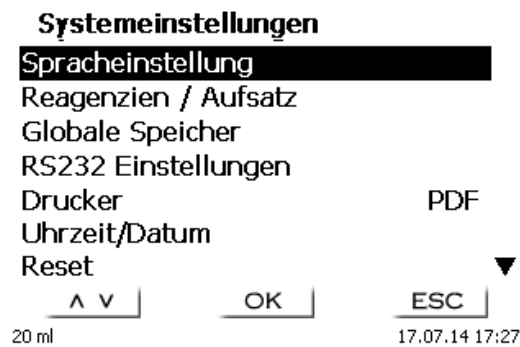 Systemeinstellungen
Spracheinstellung
Reagenzien / Aufsatz
Globale Speicher
RS232 Einstellungen
Drucker PDF
Uhrzeit/Datum
Reset ▼
∧ ∨ OK ESC
20 ml 17.07.14 17:27